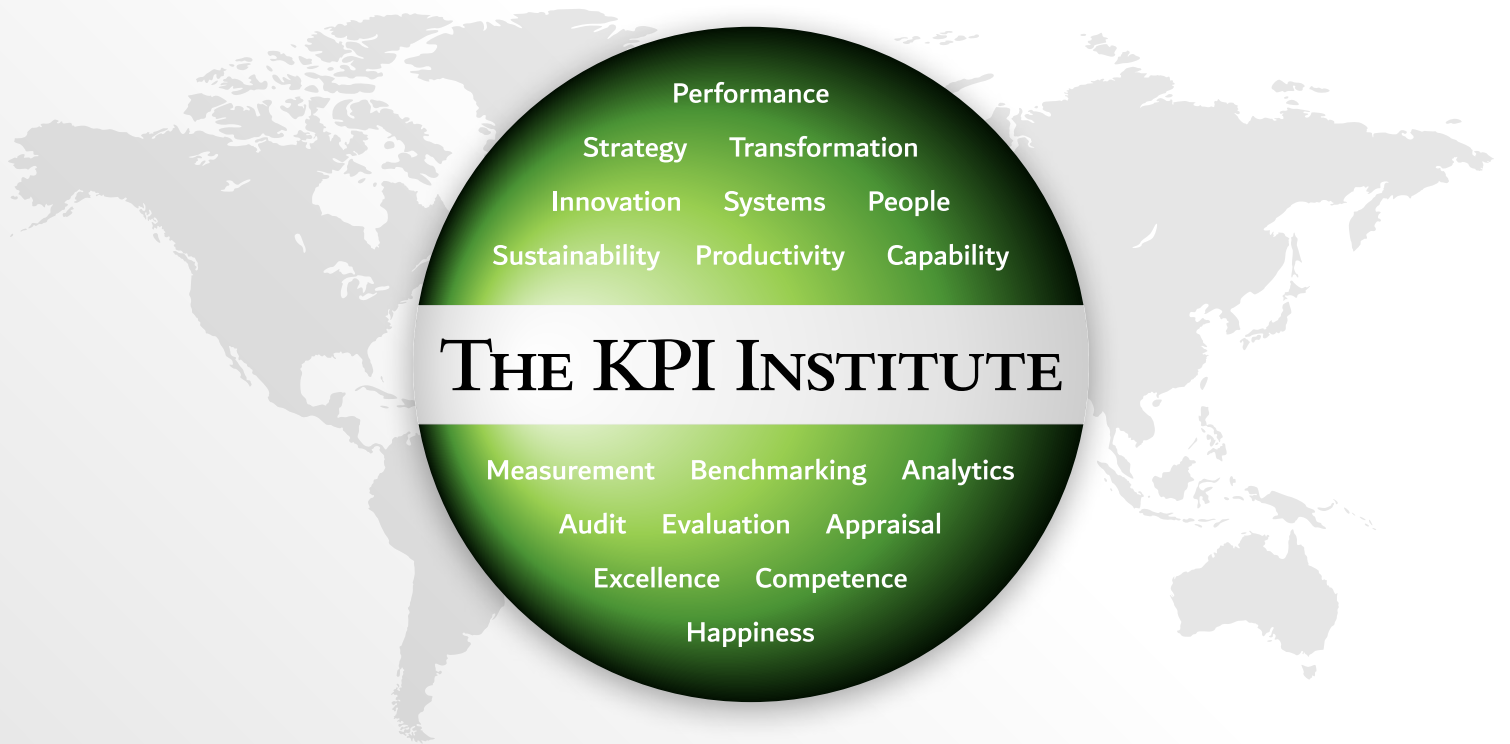 Performance
Strategy Transformation
Innovation Systems People
Sustainability Productivity Capability
The KPI Institute
Measurement Benchmarking Analytics
Audit Evaluation Appraisal
Excellence Competence
Happiness